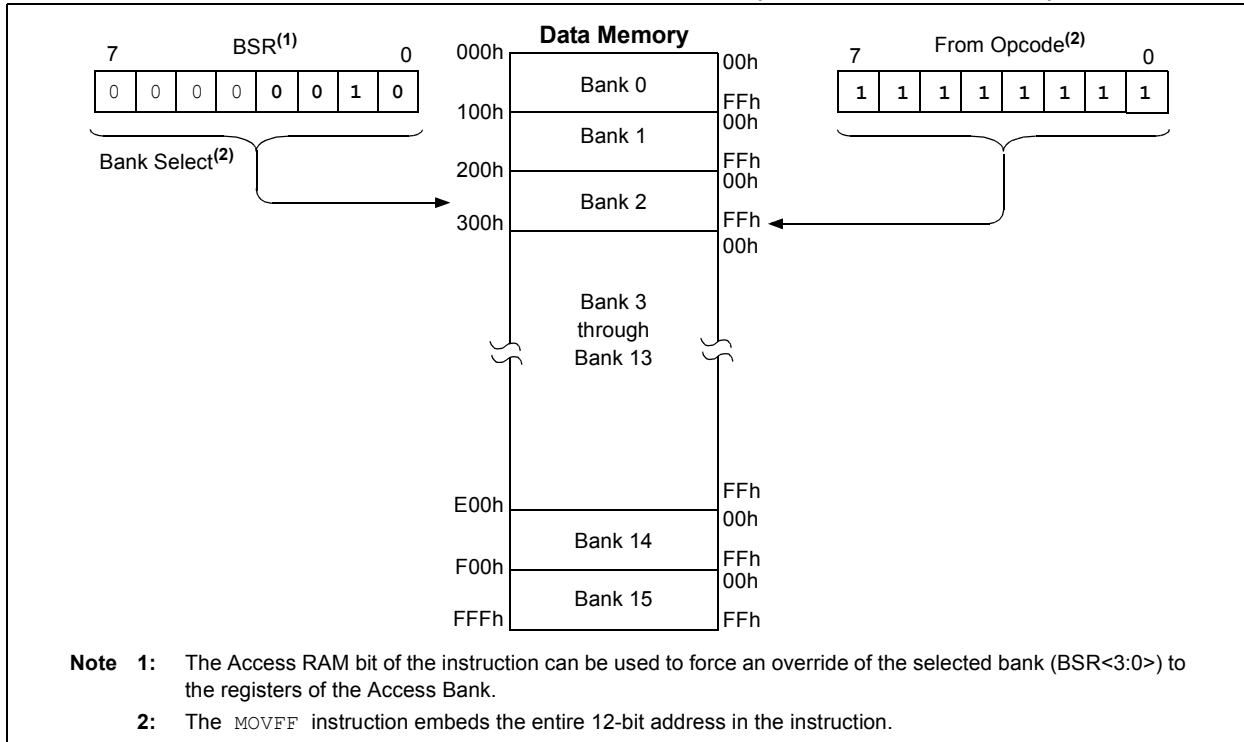 Data Memory
7 BSR(1) 0
0 0 0 0 0 0 1 0
Bank Select(2)
000h
100h
200h
300h
E00h
F00h
FFFh
Bank 0
Bank 1
Bank 2
Bank 3
through
Bank 13
Bank 14
Bank 15
00h
FFh
00h
FFh
00h
FFh
00h
FFh
00h
FFh
00h
FFh
7 From Opcode(2) 0
1 1 1 1 1 1 1 1
Note 1: The Access RAM bit of the instruction can be used to force an override of the selected bank (BSR<3:0>) to
the registers of the Access Bank.
2: The MOVFF instruction embeds the entire 12-bit address in the instruction.